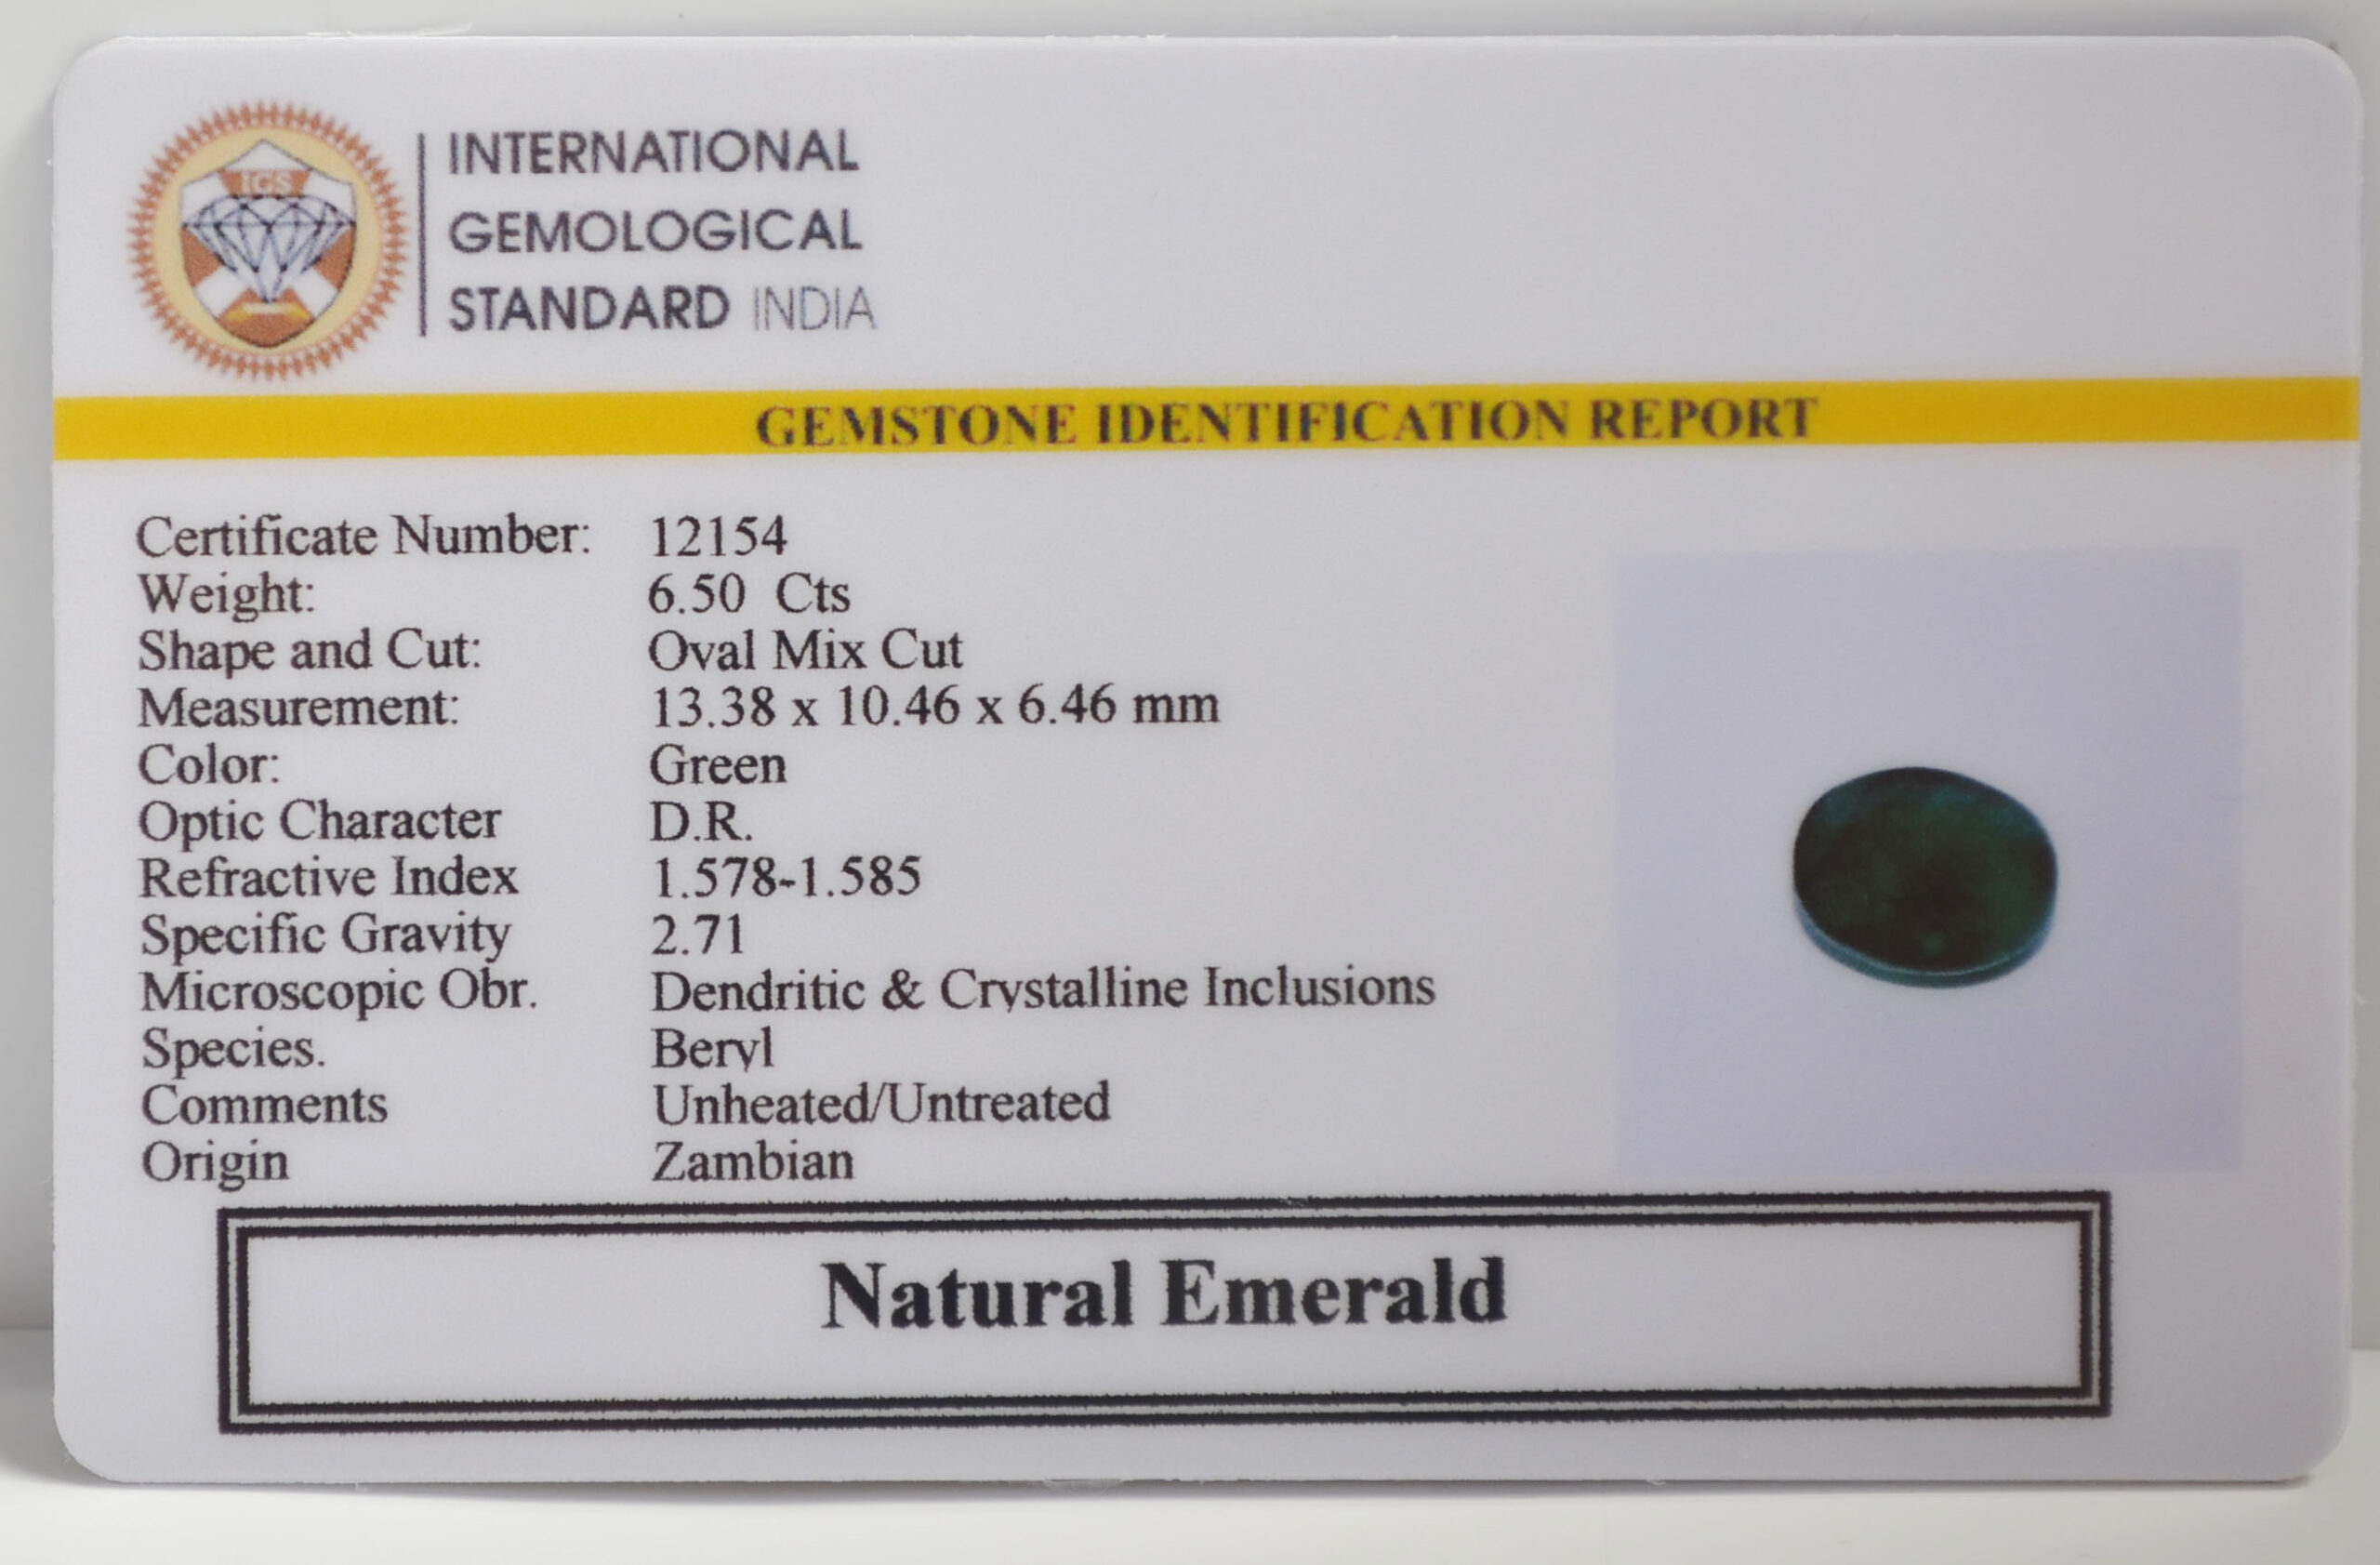 IGS
INTERNATIONAL
GEMOLOGICAL
STANDARD INDIA
GEMSTONE IDENTIFICATION REPORT
Certificate Number: 12154
Weight: 6.50 Cts
Shape and Cut: Oval Mix Cut
Measurement: 13.38 x 10.46 x 6.46 mm
Color: Green
Optic Character D.R.
Refractive Index 1.578-1.585
Specific Gravity 2.71
Microscopic Obr. Dendritic & Crystalline Inclusions
Species. Beryl
Comments Unheated/Untreated
Origin Zambian
Natural Emerald